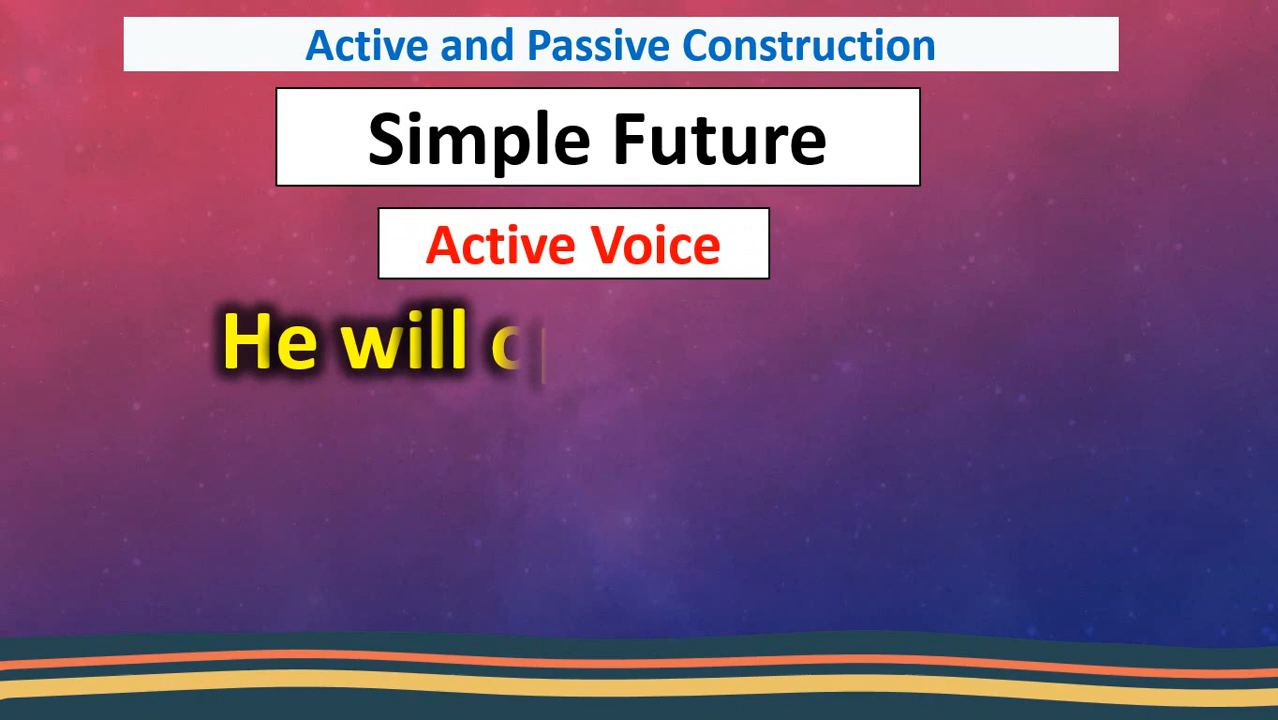 Active and Passive Construction
Simple Future
Active Voice
He will